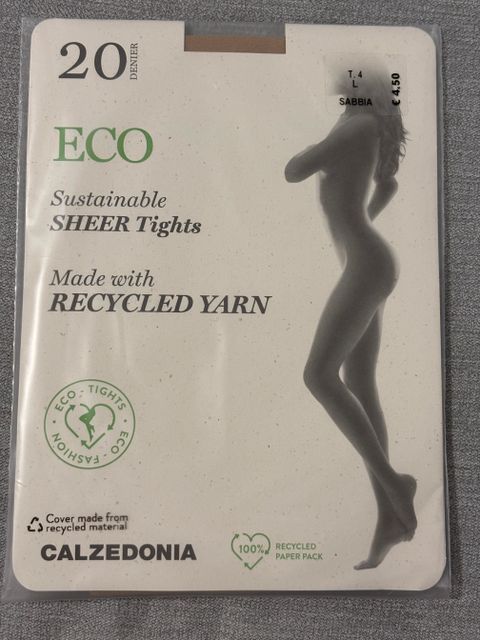 20 DENIER
T. 4
L
SABBIA
€ 4,50
ECO
Sustainable
SHEER Tights
Made with
RECYCLED YARN
ECO - TIGHTS
ECO - FASHION
Cover made from
recycled material
CALZEDONIA
100%
RECYCLED
PAPER PACK